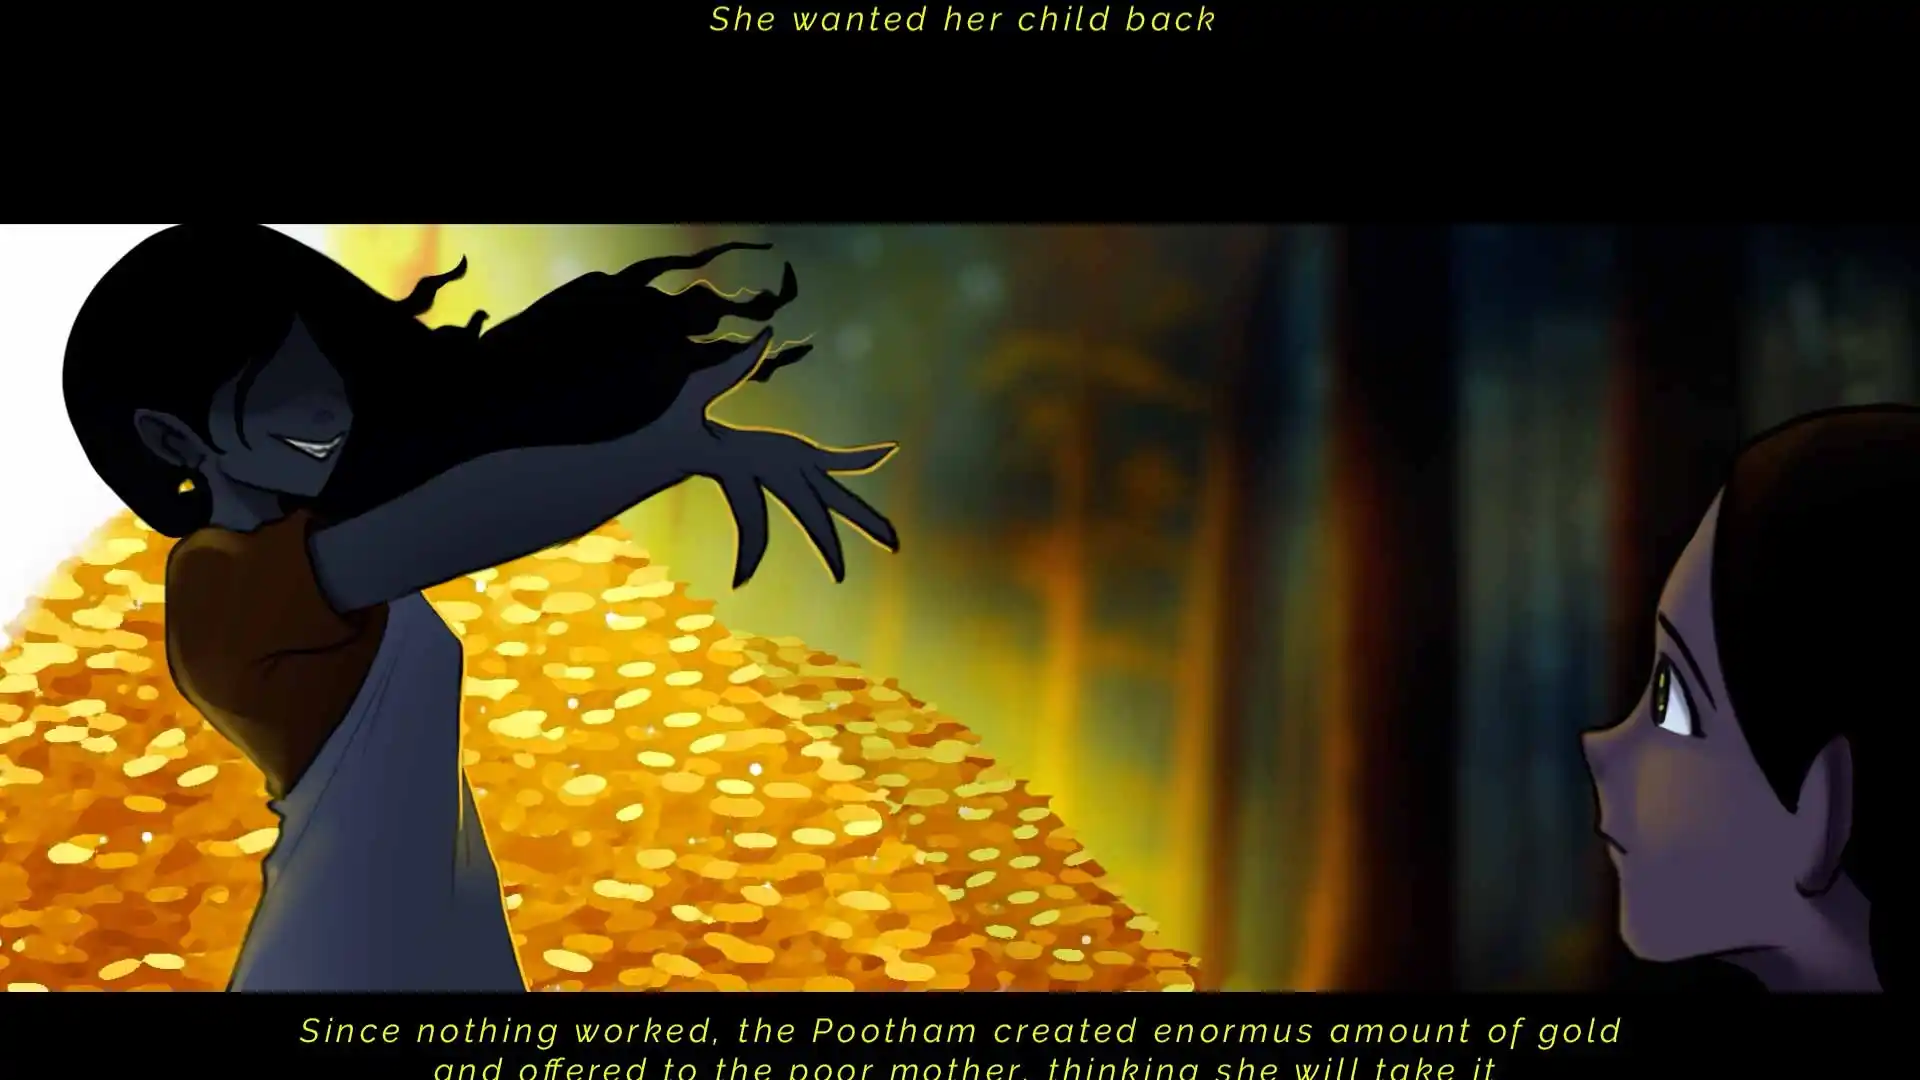 She wanted her child back
Since nothing worked, the Pootham created enormus amount of gold
and offered to the poor mother, thinking she will take it